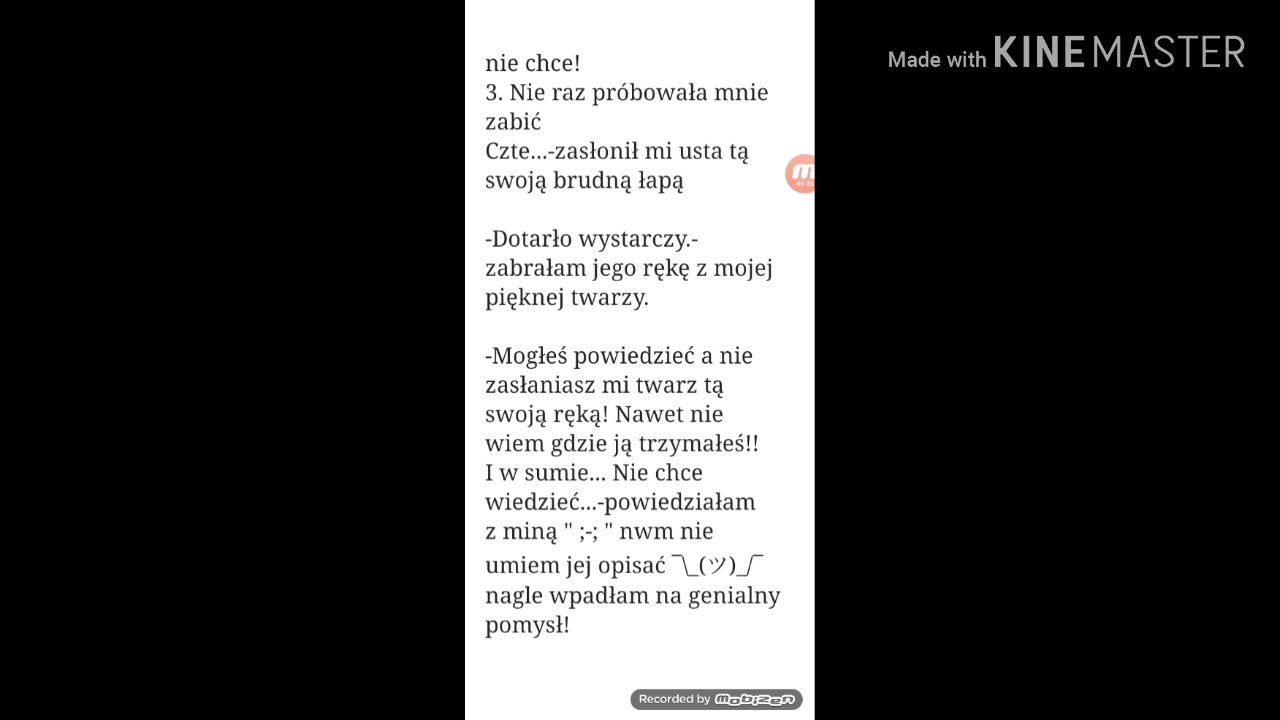 Made with KINEMASTER
nie chce!
3. Nie raz próbowała mnie
zabić
Czte...-zasłonił mi usta tą
swoją brudną łapą
-Dotarło wystarczy.-
zabrałam jego rękę z mojej
pięknej twarzy.
-Mogłeś powiedzieć a nie
zasłaniasz mi twarz tą
swoją ręką! Nawet nie
wiem gdzie ją trzymałeś!!
I w sumie... Nie chce
wiedzieć...-powiedziałam
z miną " ;-; " nwm nie
umiem jej opisać ¯\_(ツ)_/¯
nagle wpadłam na genialny
pomysł!
Recorded by mobizen